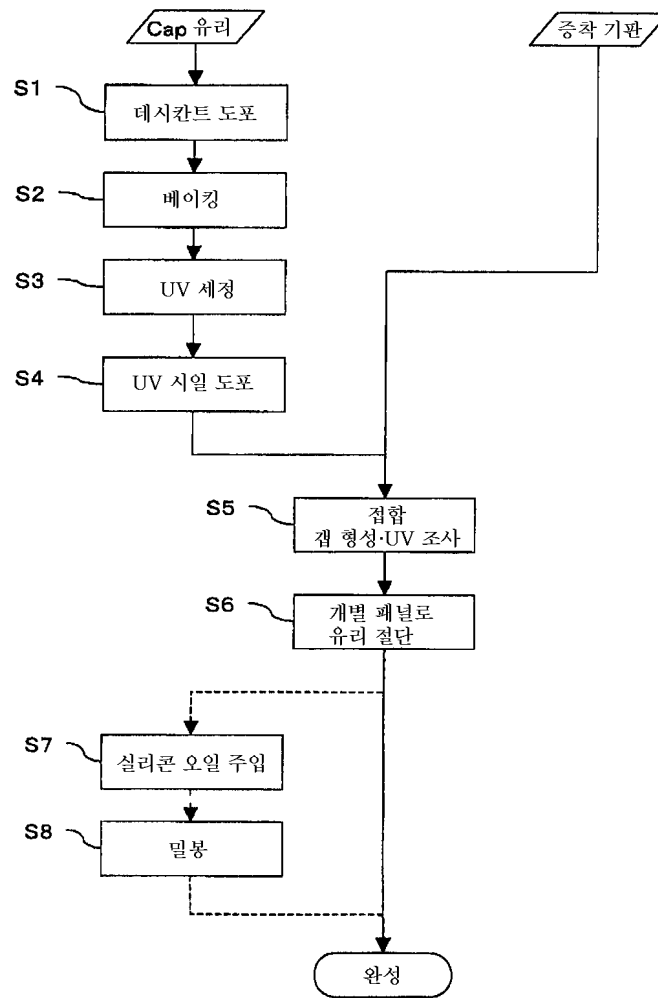 Cap 유리
증착 기판
S1
데시칸트 도포
S2
베이킹
S3
UV 세정
S4
UV 시일 도포
S5
접합
갭 형성·UV 조사
S6
개별 패널로
유리 절단
S7
실리콘 오일 주입
S8
밀봉
완성